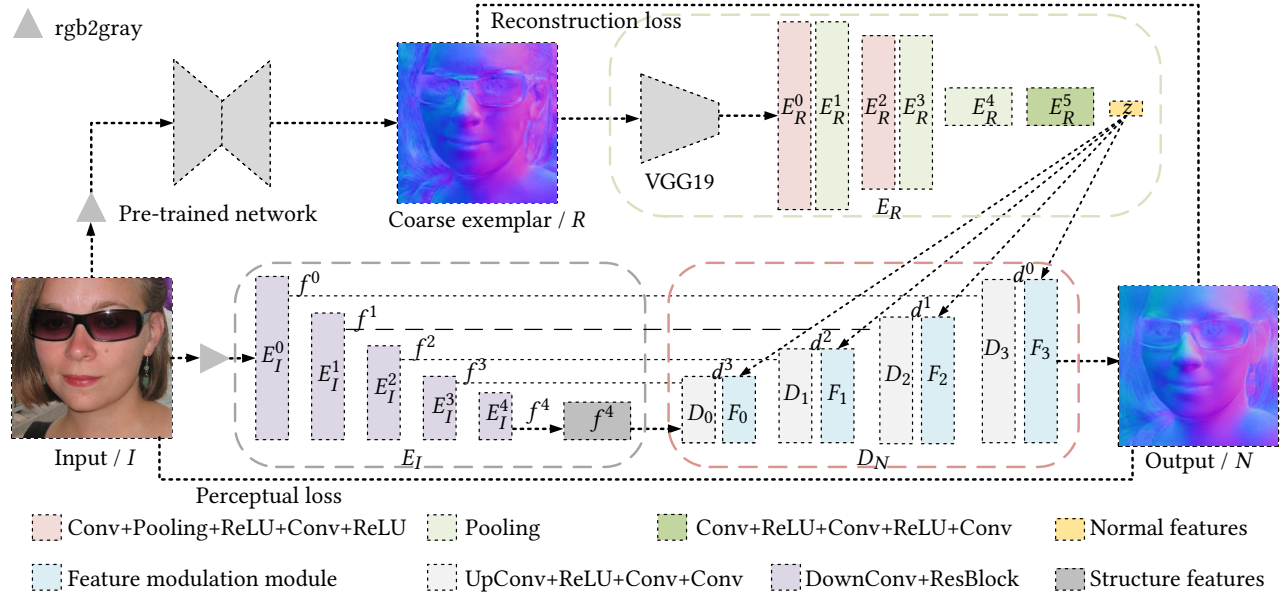 rgb2gray
Reconstruction loss
E_R^0 E_R^1 E_R^2 E_R^3 E_R^4 E_R^5 z
VGG19
Pre-trained network
Coarse exemplar / R
E_R
f^0 d^0
f^1 d^1
f^2 d^2
f^3 d^3
E_I^0 E_I^1 E_I^2 E_I^3 E_I^4 f^4 f^4 D_0 F_0 D_1 F_1 D_2 F_2 D_3 F_3
Input / I
E_I
D_N
Output / N
Perceptual loss
Conv+Pooling+ReLU+Conv+ReLU Pooling Conv+ReLU+Conv+ReLU+Conv Normal features
Feature modulation module UpConv+ReLU+Conv+Conv DownConv+ResBlock Structure features